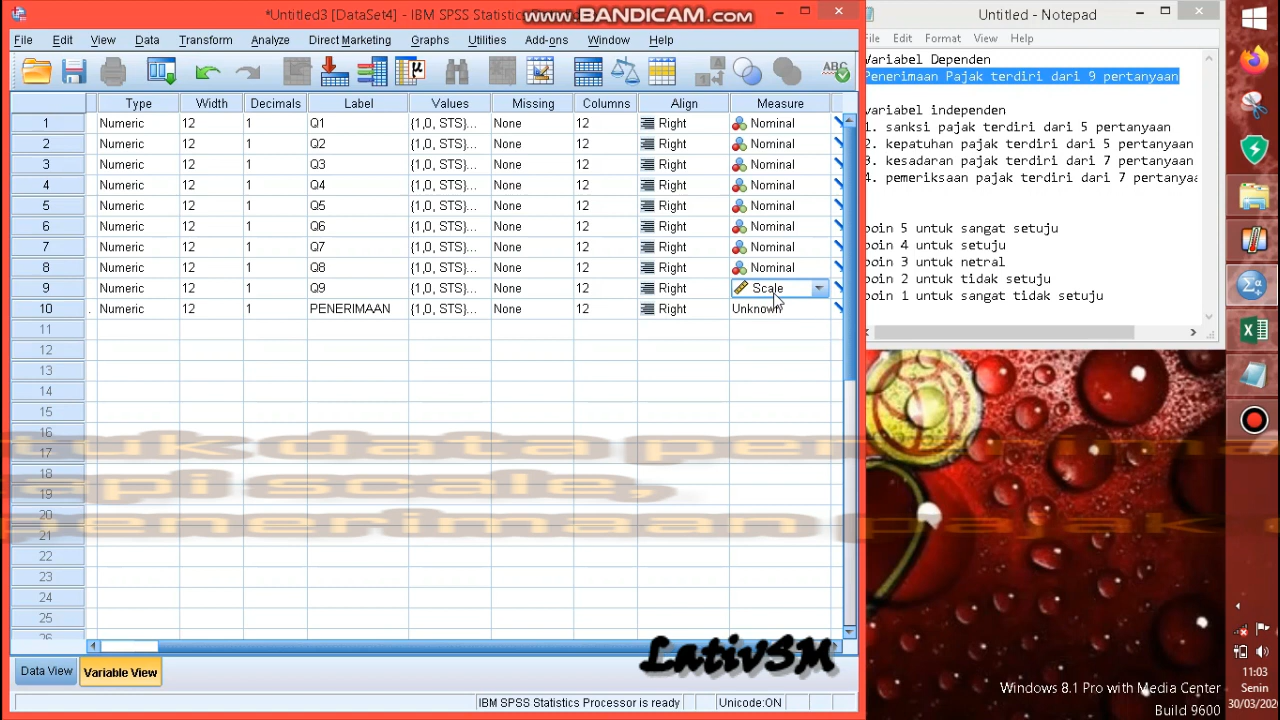 *Untitled3 [DataSet4] - IBM SPSS Statistics
www.BANDICAM.com
File Edit View Data Transform Analyze Direct Marketing Graphs Utilities Add-ons Window Help
Type Width Decimals Label Values Missing Columns Align Measure
1 Numeric 12 1 Q1 {1,0, STS}... None 12 Right Nominal
2 Numeric 12 1 Q2 {1,0, STS}... None 12 Right Nominal
3 Numeric 12 1 Q3 {1,0, STS}... None 12 Right Nominal
4 Numeric 12 1 Q4 {1,0, STS}... None 12 Right Nominal
5 Numeric 12 1 Q5 {1,0, STS}... None 12 Right Nominal
6 Numeric 12 1 Q6 {1,0, STS}... None 12 Right Nominal
7 Numeric 12 1 Q7 {1,0, STS}... None 12 Right Nominal
8 Numeric 12 1 Q8 {1,0, STS}... None 12 Right Nominal
9 Numeric 12 1 Q9 {1,0, STS}... None 12 Right Scale
10 Numeric 12 1 PENERIMAAN {1,0, STS}... None 12 Right Unknown
11
12
13
14
15
16
17
18
19
20
21
22
23
24
25
26
tuk data penerima
api scale,
penerimaan pajak
LativSM
Data View Variable View
IBM SPSS Statistics Processor is ready Unicode:ON
Untitled - Notepad
File Edit Format View Help
Variabel Dependen
Penerimaan Pajak terdiri dari 9 pertanyaan
variabel independen
1. sanksi pajak terdiri dari 5 pertanyaan
2. kepatuhan pajak terdiri dari 5 pertanyaan
3. kesadaran pajak terdiri dari 7 pertanyaan
4. pemeriksaan pajak terdiri dari 7 pertanyaa
poin 5 untuk sangat setuju
poin 4 untuk setuju
poin 3 untuk netral
poin 2 untuk tidak setuju
poin 1 untuk sangat tidak setuju
11:03
Senin
30/03/202
Windows 8.1 Pro with Media Center
Build 9600